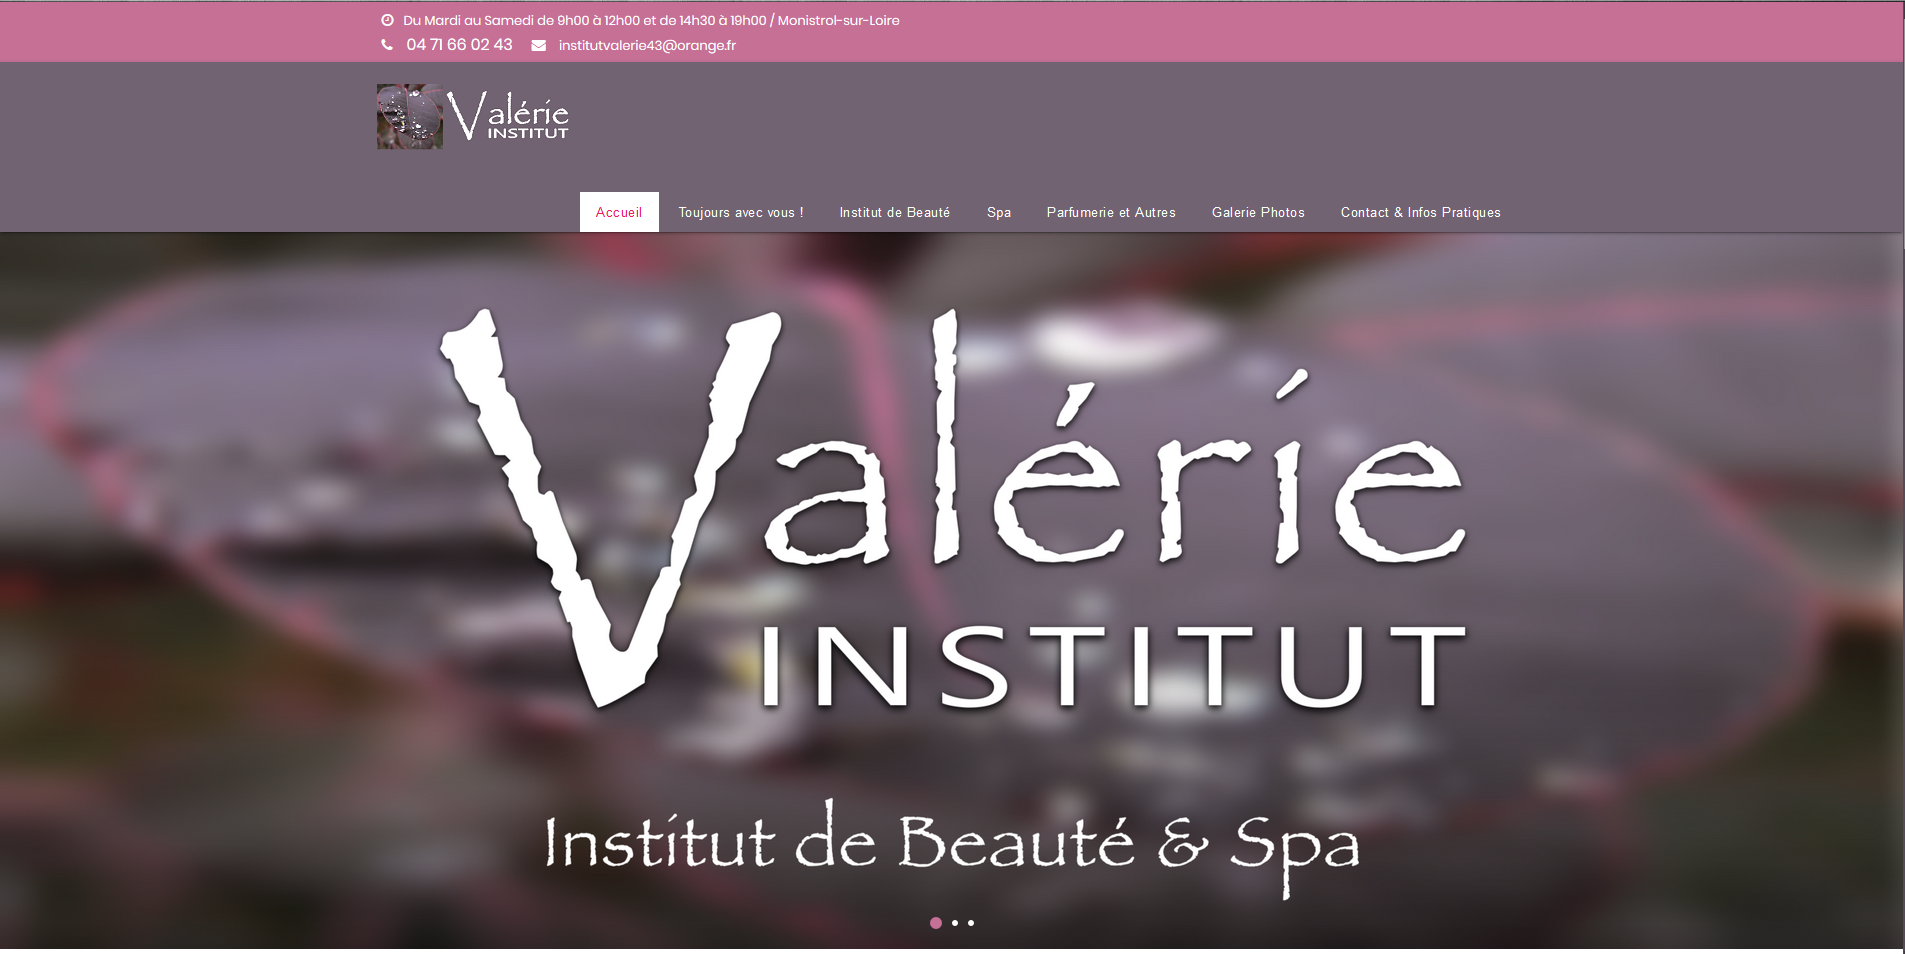 Du Mardi au Samedi de 9h00 à 12h00 et de 14h30 à 19h00 / Monistrol-sur-Loire
04 71 66 02 43 institutvalerie43@orange.fr
Valérie
INSTITUT
Accueil Toujours avec vous ! Institut de Beauté Spa Parfumerie et Autres Galerie Photos Contact & Infos Pratiques
Valérie
INSTITUT
Institut de Beauté & Spa